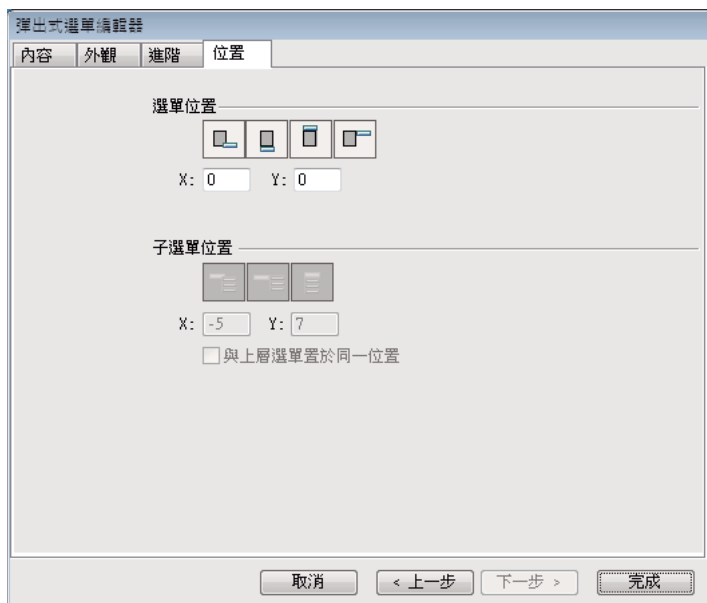 彈出式選單編輯器
內容 外觀 進階 位置
選單位置
X: 0 Y: 0
子選單位置
X: -5 Y: 7
與上層選單置於同一位置
取消 < 上一步 下一步 > 完成